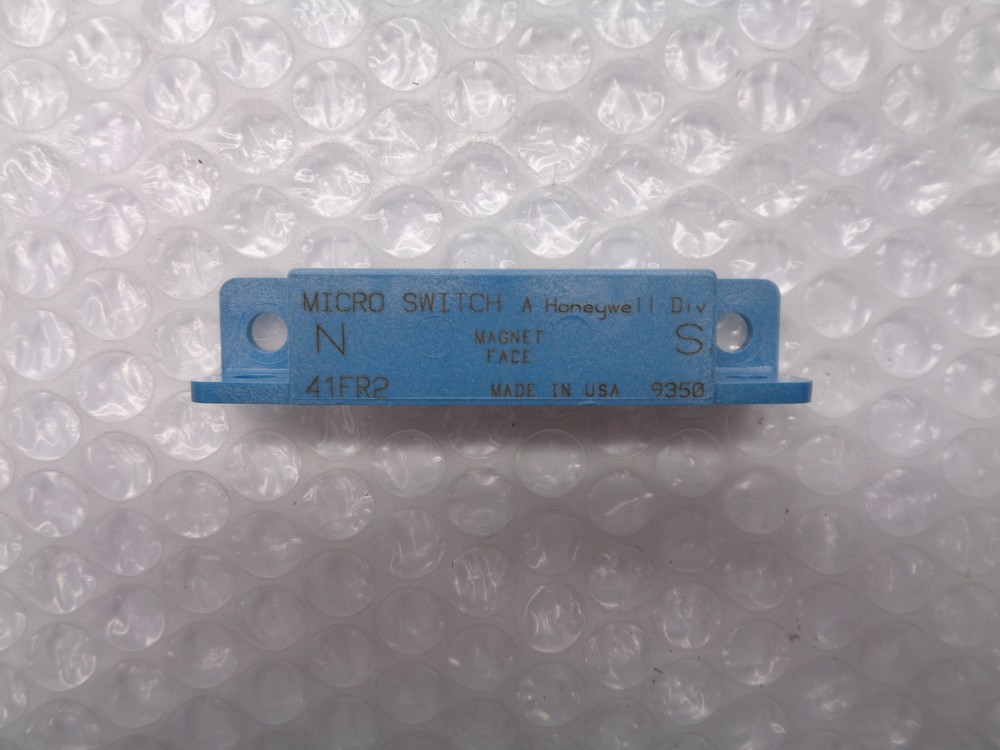 MICRO SWITCH A Honeywell Div
N MAGNET S
FACE
41FR2 MADE IN USA 9350